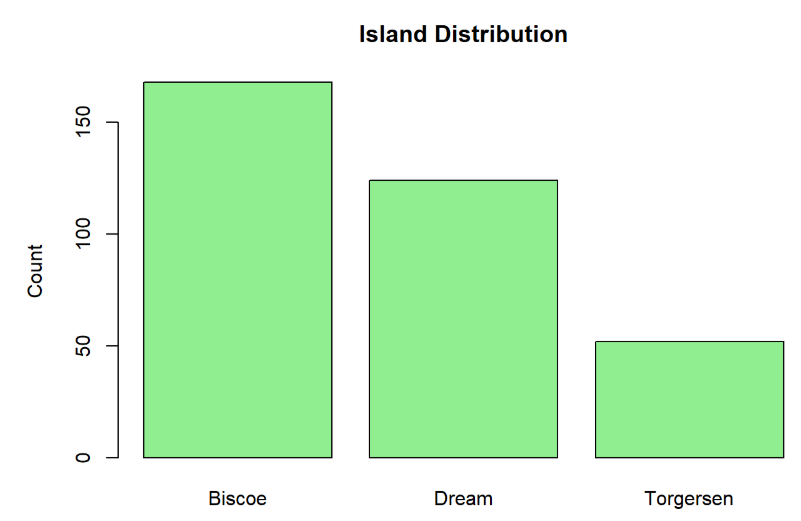 Island Distribution
Count
150
100
50
0
Biscoe
Dream
Torgersen